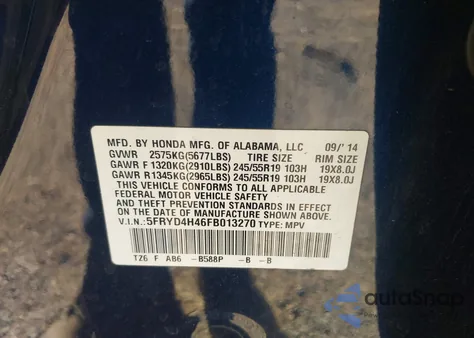 MFD. BY HONDA MFG. OF ALABAMA, LLC 09/'14
GVWR 2575KG(5677LBS) TIRE SIZE RIM SIZE
GAWR F 1320KG(2910LBS) 245/55R19 103H 19X8.0J
GAWR R 1345KG(2965LBS) 245/55R19 103H 19X8.0J
THIS VEHICLE CONFORMS TO ALL APPLICABLE
FEDERAL MOTOR VEHICLE SAFETY
AND THEFT PREVENTION STANDARDS IN EFFECT
ON THE DATE OF MANUFACTURE SHOWN ABOVE.
V.I.N.: 5FRYD4H46FB013270 TYPE: MPV
TZ6 F AB6 -B588P -B -B
autoSnap